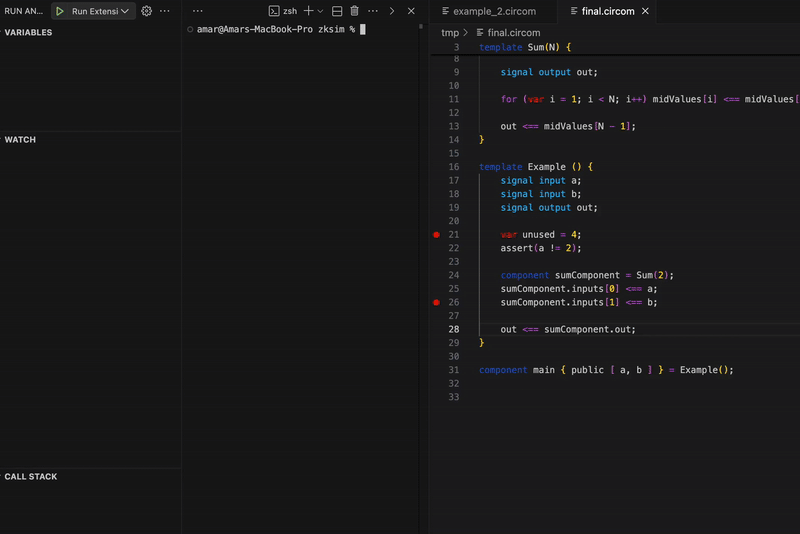 RUN AN... Run Extensi ...
VARIABLES
WATCH
CALL STACK
... zsh ...
amar@Amars-MacBook-Pro zksim %
example_2.circom final.circom
tmp > final.circom
3 template Sum(N) {
8
9 signal output out;
10
11 for (var i = 1; i < N; i++) midValues[i] <== midValues[
12
13 out <== midValues[N - 1];
14 }
15
16 template Example () {
17 signal input a;
18 signal input b;
19 signal output out;
20
21 var unused = 4;
22 assert(a != 2);
23
24 component sumComponent = Sum(2);
25 sumComponent.inputs[0] <== a;
26 sumComponent.inputs[1] <== b;
27
28 out <== sumComponent.out;
29 }
30
31 component main { public [ a, b ] } = Example();
32
33